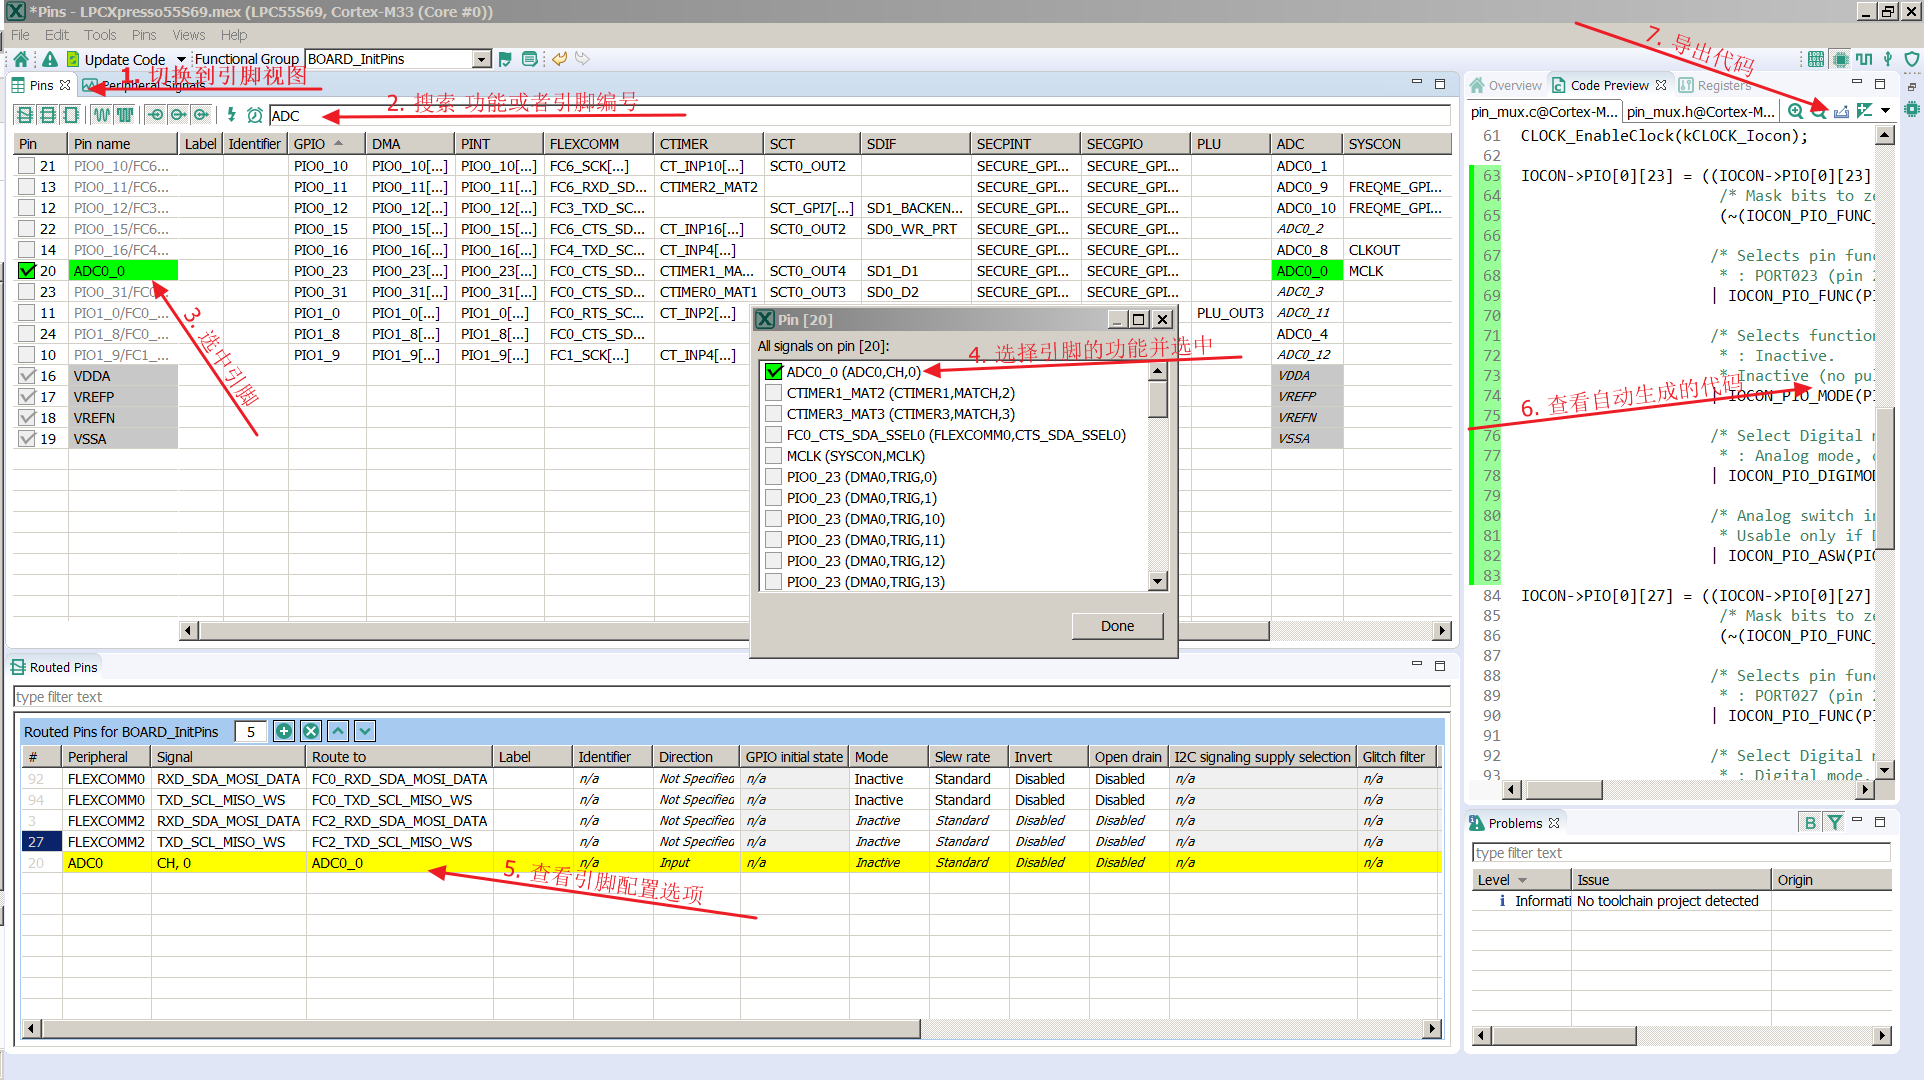 *Pins - LPCXpresso55S69.mex (LPC55S69, Cortex-M33 (Core #0))
File Edit Tools Pins Views Help
Update Code Functional Group BOARD_InitPins
7. 导出代码
Pins Peripheral Signals
1. 切换到引脚视图
2. 搜索 功能或者引脚编号
ADC
Pin Pin name Label Identifier GPIO DMA PINT FLEXCOMM CTIMER SCT SDIF SECPINT SECGPIO PLU ADC SYSCON
21 PIO0_10/FC6... PIO0_10 PIO0_10[...] PIO0_10[...] FC6_SCK[...] CT_INP10[...] SCT0_OUT2 SECURE_GPI... SECURE_GPI... ADC0_1
13 PIO0_11/FC6... PIO0_11 PIO0_11[...] PIO0_11[...] FC6_RXD_SD... CTIMER2_MAT2 SECURE_GPI... SECURE_GPI... ADC0_9 FREQME_GPI...
12 PIO0_12/FC3... PIO0_12 PIO0_12[...] PIO0_12[...] FC3_TXD_SC... SCT_GPI7[...] SD1_BACKEN... SECURE_GPI... SECURE_GPI... ADC0_10 FREQME_GPI...
22 PIO0_15/FC6... PIO0_15 PIO0_15[...] PIO0_15[...] FC6_CTS_SD... CT_INP16[...] SCT0_OUT2 SD0_WR_PRT SECURE_GPI... SECURE_GPI... ADC0_2
14 PIO0_16/FC4... PIO0_16 PIO0_16[...] PIO0_16[...] FC4_TXD_SC... CT_INP4[...] SECURE_GPI... SECURE_GPI... ADC0_8 CLKOUT
20 ADC0_0 PIO0_23 PIO0_23[...] PIO0_23[...] FC0_CTS_SD... CTIMER1_MA... SCT0_OUT4 SD1_D1 SECURE_GPI... SECURE_GPI... ADC0_0 MCLK
23 PIO0_31/FC0... PIO0_31 PIO0_31[...] PIO0_31[...] FC0_CTS_SD... CTIMER0_MAT1 SCT0_OUT3 SD0_D2 SECURE_GPI... SECURE_GPI... ADC0_3
11 PIO1_0/FC0_... PIO1_0 PIO1_0[...] PIO1_0[...] FC0_RTS_SC... CT_INP2[...] PLU_OUT3 ADC0_11
24 PIO1_8/FC0_... PIO1_8 PIO1_8[...] PIO1_8[...] FC0_CTS_SD... ADC0_4
10 PIO1_9/FC1_... PIO1_9 PIO1_9[...] PIO1_9[...] FC1_SCK[...] CT_INP4[...] ADC0_12
16 VDDA VDDA
17 VREFP VREFP
18 VREFN VREFN
19 VSSA VSSA
3. 选中引脚
Pin [20]
All signals on pin [20]:
4. 选择引脚的功能并选中
ADC0_0 (ADC0,CH,0)
CTIMER1_MAT2 (CTIMER1,MATCH,2)
CTIMER3_MAT3 (CTIMER3,MATCH,3)
FC0_CTS_SDA_SSEL0 (FLEXCOMM0,CTS_SDA_SSEL0)
MCLK (SYSCON,MCLK)
PIO0_23 (DMA0,TRIG,0)
PIO0_23 (DMA0,TRIG,1)
PIO0_23 (DMA0,TRIG,10)
PIO0_23 (DMA0,TRIG,11)
PIO0_23 (DMA0,TRIG,12)
PIO0_23 (DMA0,TRIG,13)
Done
Overview Code Preview Registers
pin_mux.c@Cortex-M... pin_mux.h@Cortex-M...
61 CLOCK_EnableClock(kCLOCK_Iocon);
62
63 IOCON->PIO[0][23] = ((IOCON->PIO[0][23]
64 /* Mask bits to ze
65 (~(IOCON_PIO_FUNC_
66
67 /* Selects pin func
68 * : PORT023 (pin 2
69 | IOCON_PIO_FUNC(PI
70
71 /* Selects function
72 * : Inactive.
73 * Inactive (no pul
74 | IOCON_PIO_MODE(PI
75
6. 查看自动生成的代码
76 /* Select Digital m
77 * : Analog mode, d
78 | IOCON_PIO_DIGIMOD
79
80 /* Analog switch in
81 * Usable only if D
82 | IOCON_PIO_ASW(PIO
83
84 IOCON->PIO[0][27] = ((IOCON->PIO[0][27]
85 /* Mask bits to ze
86 (~(IOCON_PIO_FUNC_
87
88 /* Selects pin func
89 * : PORT027 (pin 2
90 | IOCON_PIO_FUNC(PI
91
92 /* Select Digital m
93 * : Digital mode.
Routed Pins
type filter text
Routed Pins for BOARD_InitPins 5
# Peripheral Signal Route to Label Identifier Direction GPIO initial state Mode Slew rate Invert Open drain I2C signaling supply selection Glitch filter
92 FLEXCOMM0 RXD_SDA_MOSI_DATA FC0_RXD_SDA_MOSI_DATA n/a Not Specified n/a Inactive Standard Disabled Disabled n/a n/a
94 FLEXCOMM0 TXD_SCL_MISO_WS FC0_TXD_SCL_MISO_WS n/a Not Specified n/a Inactive Standard Disabled Disabled n/a n/a
3 FLEXCOMM2 RXD_SDA_MOSI_DATA FC2_RXD_SDA_MOSI_DATA n/a Not Specified n/a Inactive Standard Disabled Disabled n/a n/a
27 FLEXCOMM2 TXD_SCL_MISO_WS FC2_TXD_SCL_MISO_WS n/a Not Specified n/a Inactive Standard Disabled Disabled n/a n/a
20 ADC0 CH, 0 ADC0_0 n/a Input n/a Inactive Standard Disabled Disabled n/a n/a
5. 查看引脚配置选项
Problems
type filter text
Level Issue Origin
Informati No toolchain project detected